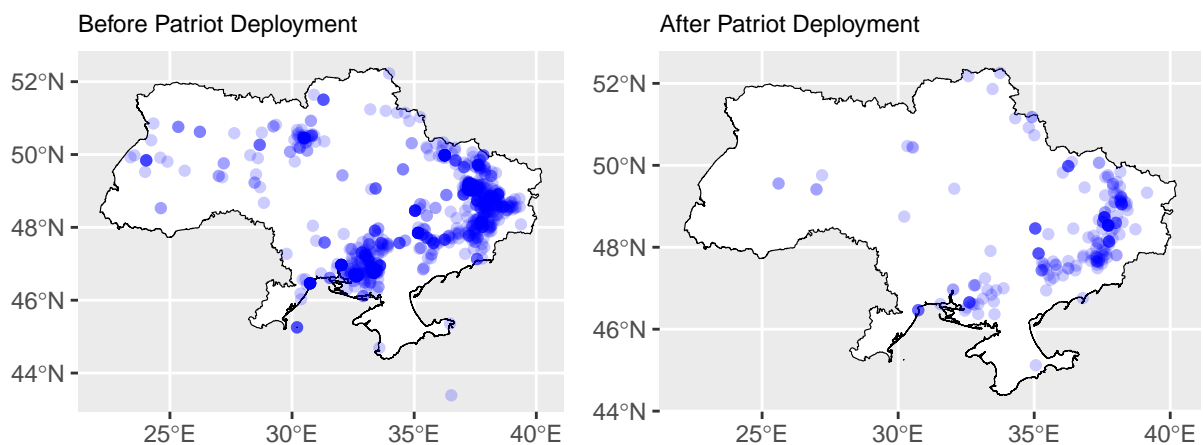 Before Patriot Deployment
52°N
50°N
48°N
46°N
44°N
25°E 30°E 35°E 40°E
After Patriot Deployment
52°N
50°N
48°N
46°N
44°N
25°E 30°E 35°E 40°E